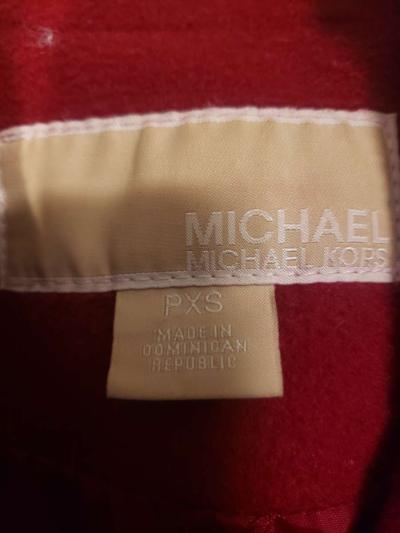 MICHAEL
MICHAEL KORS
PXS
MADE IN
DOMINICAN
REPUBLIC